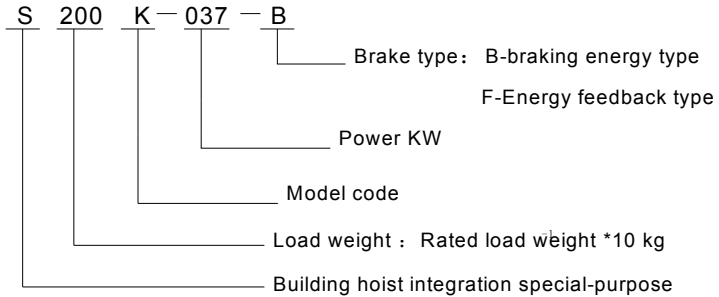 S 200 K — 037 — B
Brake type： B-braking energy type
F-Energy feedback type
Power KW
Model code
Load weight ： Rated load weight *10 kg
Building hoist integration special-purpose